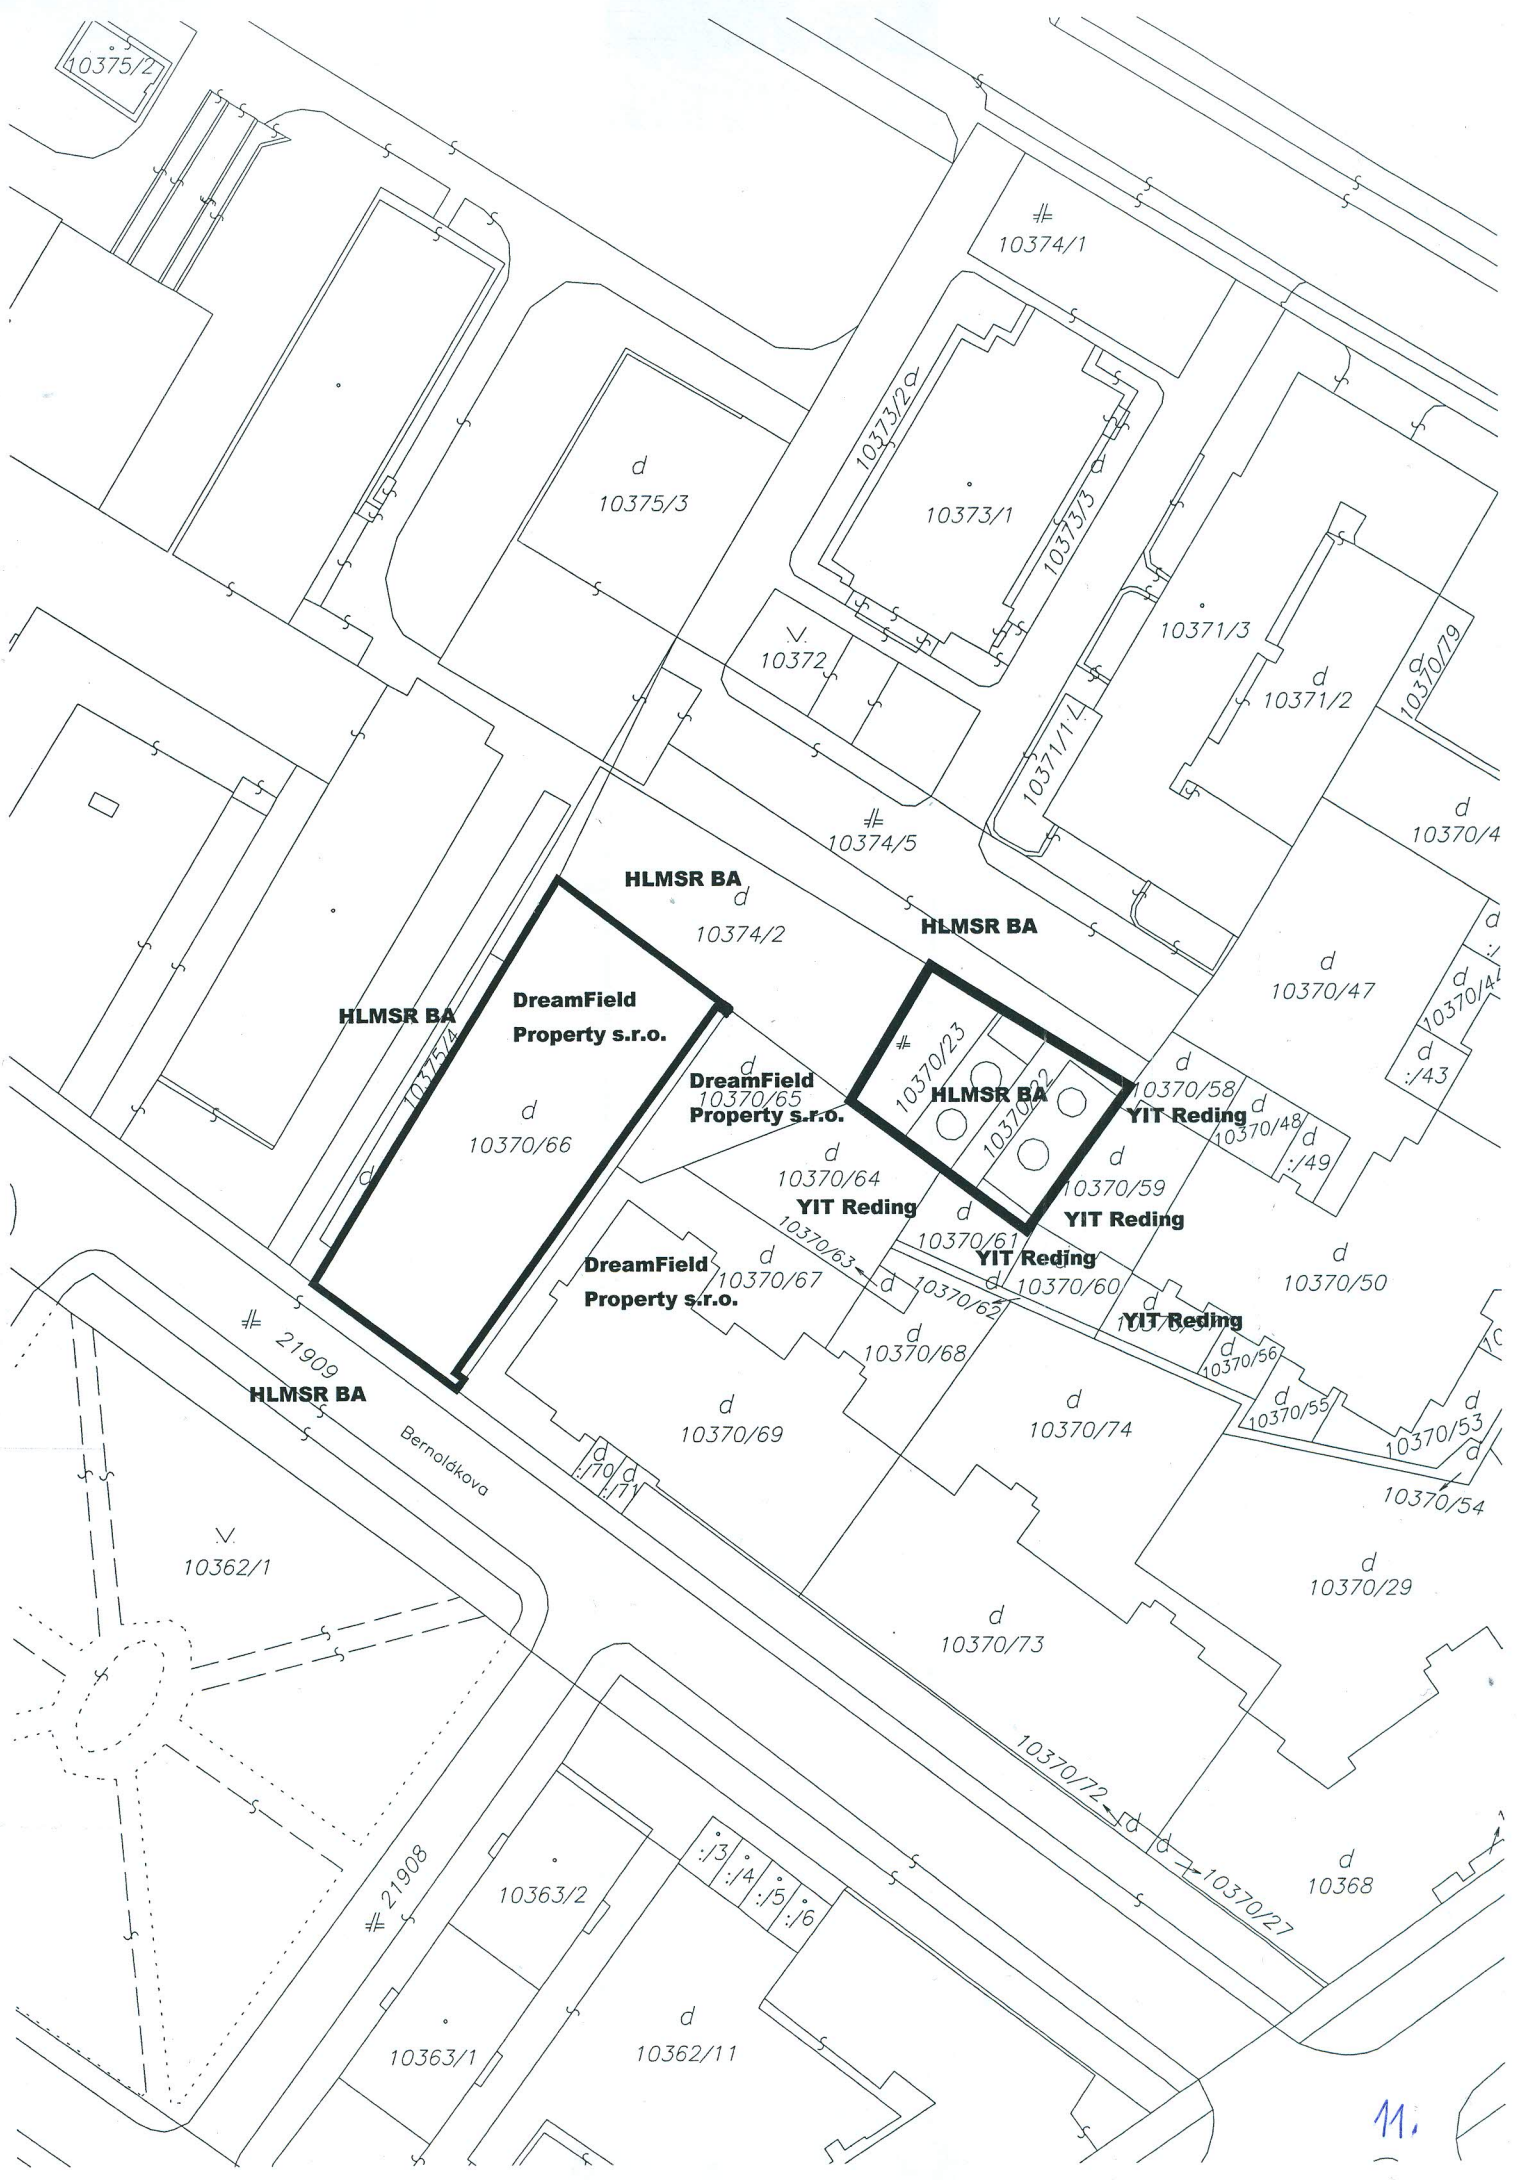 10375/2
10374/1
10373/2
10375/3
10373/1
10373/3
10371/3
10372
10371/2
10370/79
10371/1
10370/4
10374/5
HLMSR BA
d
10374/2
HLMSR BA
d
10370/47
d
10370/4
d
:/43
HLMSR BA
DreamField
Property s.r.o.
10375/4
d
10370/66
10370/23
10370/22
HLMSR BA
d
10370/58
YIT Reding
d
10370/48
d
:/49
d
DreamField
10370/65
Property s.r.o.
d
10370/64
YIT Reding
d
10370/59
YIT Reding
d
10370/61
YIT Reding
10370/63
d
10370/62
d
10370/60
d
10370/50
DreamField
Property s.r.o.
d
10370/67
YIT Reding
d
10370/56
d
10370/55
d
10370/53
d
10370/54
21909
HLMSR BA
Bernolákova
d
10370/68
d
10370/69
d
10370/74
d
:/70
d
:/71
10362/1
d
10370/29
d
10370/73
10370/72
d
d
10370/27
d
10368
21908
10363/2
:/3
:/4
:/5
:/6
10363/1
d
10362/11
11.